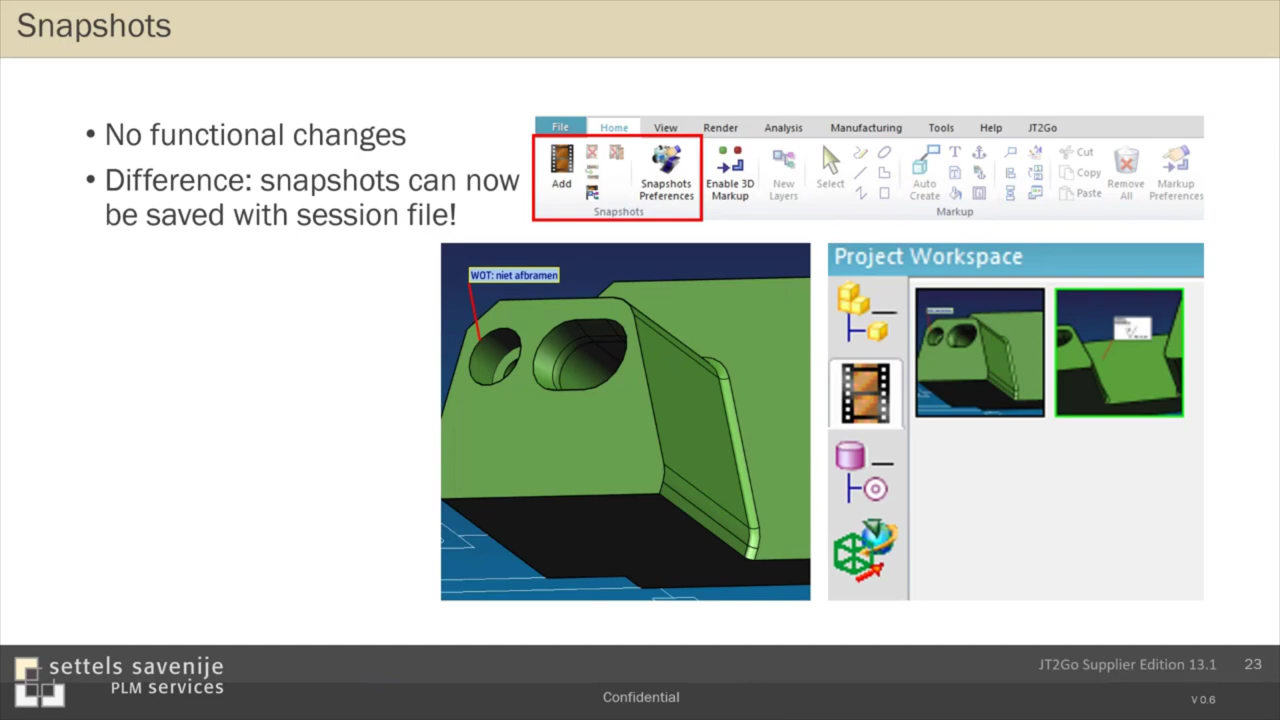 Snapshots
• No functional changes
• Difference: snapshots can now
be saved with session file!
File Home View Render Analysis Manufacturing Tools Help JT2Go
Add
Snapshots
Preferences
Snapshots
Enable 3D
Markup
New
Layers
Select
Auto
Create
Cut
Copy
Paste
Remove
All
Markup
Preferences
Markup
WOT: niet aframen
Project Workspace
settels savenije
PLM services
Confidential
JT2Go Supplier Edition 13.1 23
V 0.6